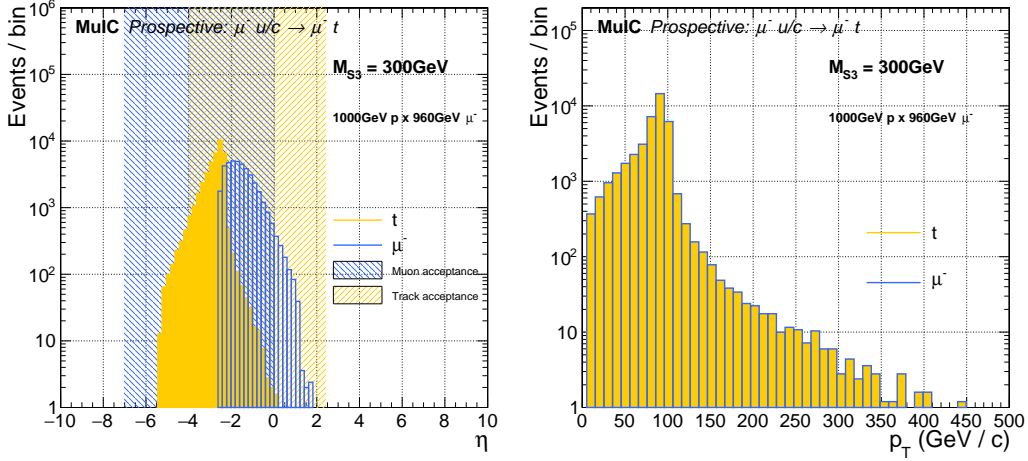 MuIC Prospective: μ⁻ u/c → μ⁻ t
Events / bin
10⁶
10⁵
10⁴
10³
10²
10
1
M_S3 = 300GeV
1000GeV p x 960GeV μ⁻
t
μ⁻
Muon acceptance
Track acceptance
−10 −8 −6 −4 −2 0 2 4 6 8 10
η
MuIC Prospective: μ⁻ u/c → μ⁻ t
Events / bin
10⁵
10⁴
10³
10²
10
1
M_S3 = 300GeV
1000GeV p x 960GeV μ⁻
t
μ⁻
0 50 100 150 200 250 300 350 400 450 500
p_T (GeV / c)